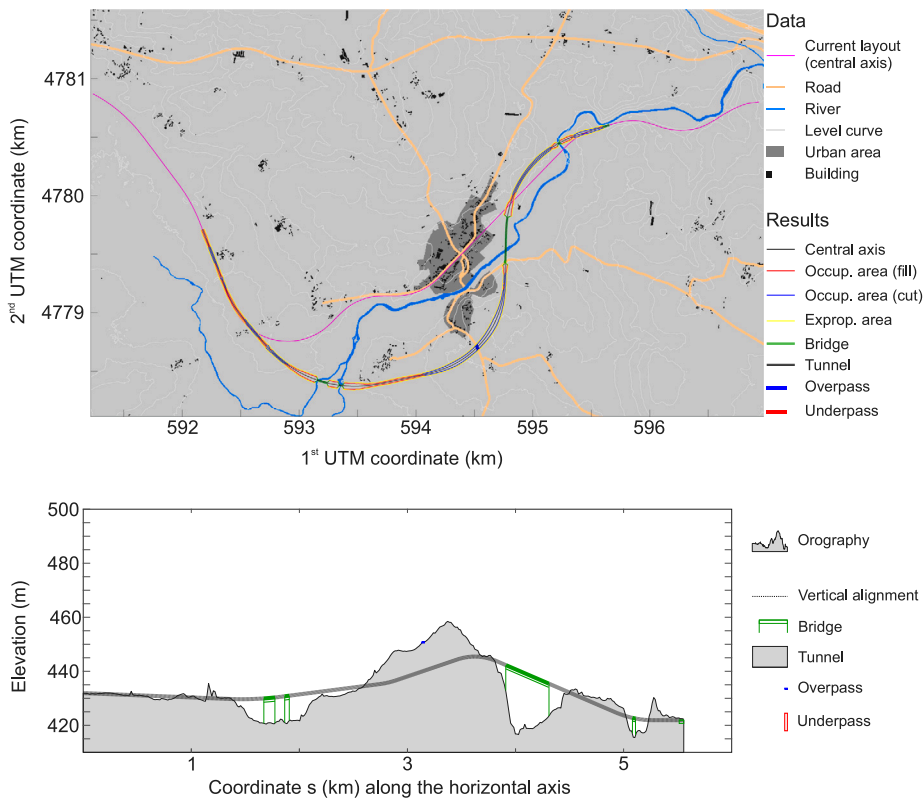 4781
4780
4779
2nd UTM coordinate (km)
592
593
594
595
596
1st UTM coordinate (km)
Data
Current layout
(central axis)
Road
River
Level curve
Urban area
Building
Results
Central axis
Occup. area (fill)
Occup. area (cut)
Exprop. area
Bridge
Tunnel
Overpass
Underpass
500
480
460
440
420
Elevation (m)
1
3
5
Coordinate s (km) along the horizontal axis
Orography
Vertical alignment
Bridge
Tunnel
Overpass
Underpass